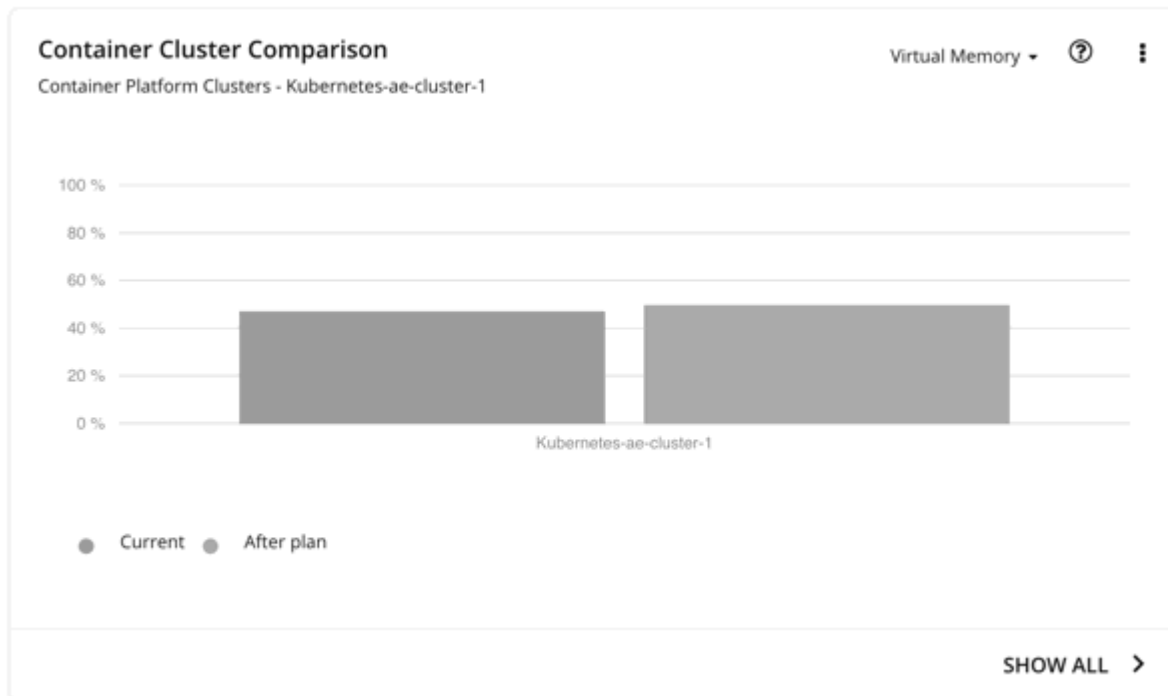 Container Cluster Comparison
Virtual Memory
Container Platform Clusters - Kubernetes-ae-cluster-1
100 %
80 %
60 %
40 %
20 %
0 %
Kubernetes-ae-cluster-1
Current After plan
SHOW ALL